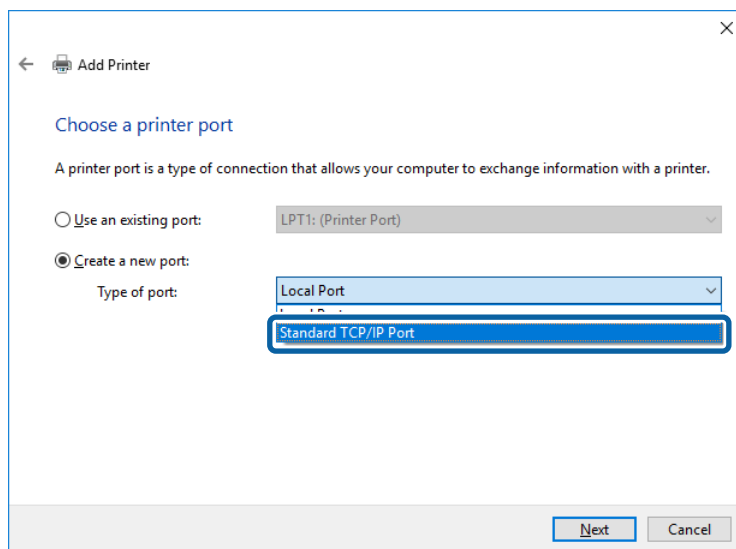 Add Printer
Choose a printer port
A printer port is a type of connection that allows your computer to exchange information with a printer.
Use an existing port: LPT1: (Printer Port)
Create a new port:
Type of port: Local Port
Standard TCP/IP Port
Next Cancel